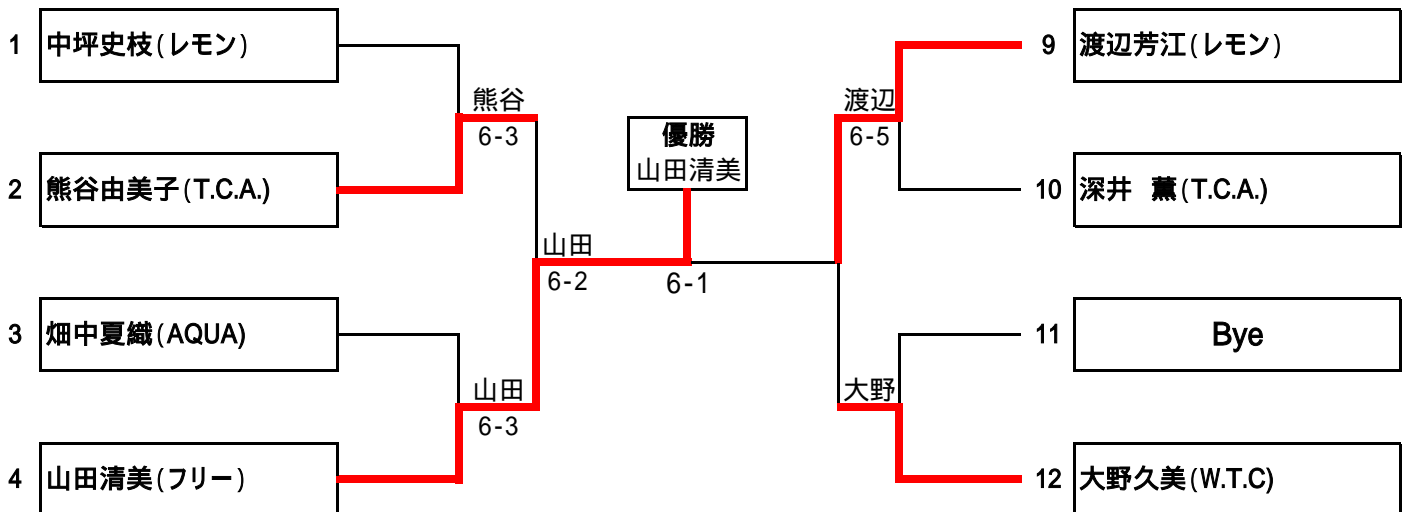 1 中坪史枝(レモン)
熊谷
6-3
2 熊谷由美子(T.C.A.)
山田
6-2
3 畑中夏織(AQUA)
山田
6-3
4 山田清美(フリー)
優勝
山田清美
6-1
9 渡辺芳江(レモン)
渡辺
6-5
10 深井　薫(T.C.A.)
11 Bye
大野
12 大野久美(W.T.C)